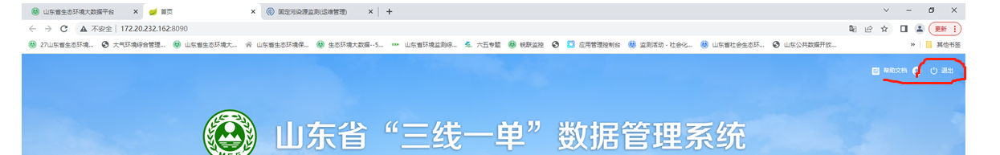 山东省生态环境大数据平台 首页 固定污染源监测(运维管理)
不安全 172.20.232.162:8090 更新
27山东省生态环境... 大气环境综合管理... 山东省生态环境大... 山东省生态环境保... 生态环境大数据--S... 山东省环境监测综... 六五专题 锐跃监控 应用管理控制台 监测活动 - 社会化... 山东省社会生态环... 山东公共数据开放... » 其他书签
帮助文档 退出
山东省“三线一单”数据管理系统